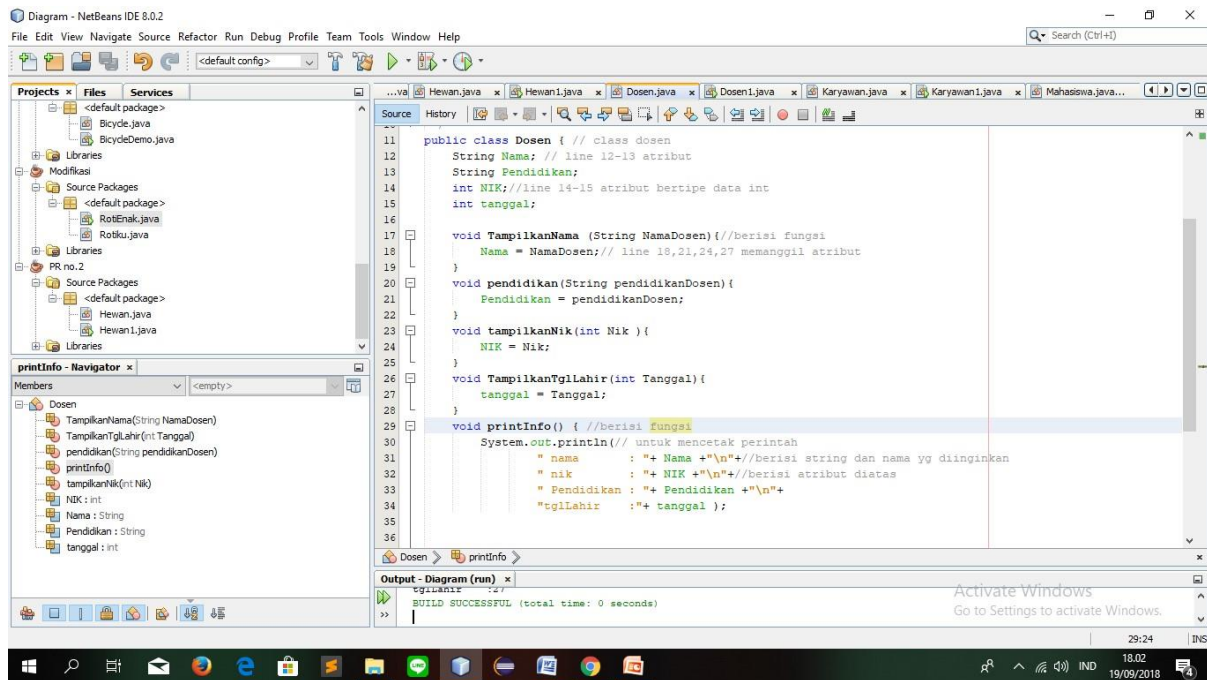 Diagram - NetBeans IDE 8.0.2
File Edit View Navigate Source Refactor Run Debug Profile Team Tools Window Help
Search (Ctrl+I)
<default config>
Projects Files Services
<default package>
Bicycle.java
BicycleDemo.java
Libraries
Modifikasi
Source Packages
<default package>
RotiEnak.java
Rotiku.java
Libraries
PR no.2
Source Packages
<default package>
Hewan.java
Hewan1.java
Libraries
printInfo - Navigator
Members <empty>
Dosen
TampilkanNama(String NamaDosen)
TampilkanTglLahir(int Tanggal)
pendidikan(String pendidikanDosen)
printInfo()
tampilkanNik(int Nik)
NIK : int
Nama : String
Pendidikan : String
tanggal : int
...va Hewan.java Hewan1.java Dosen.java Dosen1.java Karyawan.java Karyawan1.java Mahasiswa.java...
Source History
11 public class Dosen { // class dosen
12 String Nama; // line 12-13 atribut
13 String Pendidikan;
14 int NIK;//line 14-15 atribut bertipe data int
15 int tanggal;
16
17 void TampilkanNama (String NamaDosen){//berisi fungsi
18 Nama = NamaDosen;// line 18,21,24,27 memanggil atribut
19 }
20 void pendidikan(String pendidikanDosen){
21 Pendidikan = pendidikanDosen;
22 }
23 void tampilkanNik(int Nik ){
24 NIK = Nik;
25 }
26 void TampilkanTglLahir(int Tanggal){
27 tanggal = Tanggal;
28 }
29 void printInfo() { //berisi fungsi
30 System.out.println(// untuk mencetak perintah
31 " nama : "+ Nama +"\n"+//berisi string dan nama yg diinginkan
32 " nik : "+ NIK +"\n"+//berisi atribut diatas
33 " Pendidikan : "+ Pendidikan +"\n"+
34 "tglLahir :"+ tanggal );
35
36
Dosen printInfo
Output - Diagram (run)
tglLahir :27
BUILD SUCCESSFUL (total time: 0 seconds)
Activate Windows
Go to Settings to activate Windows.
29:24 INS
IND
18.02
19/09/2018